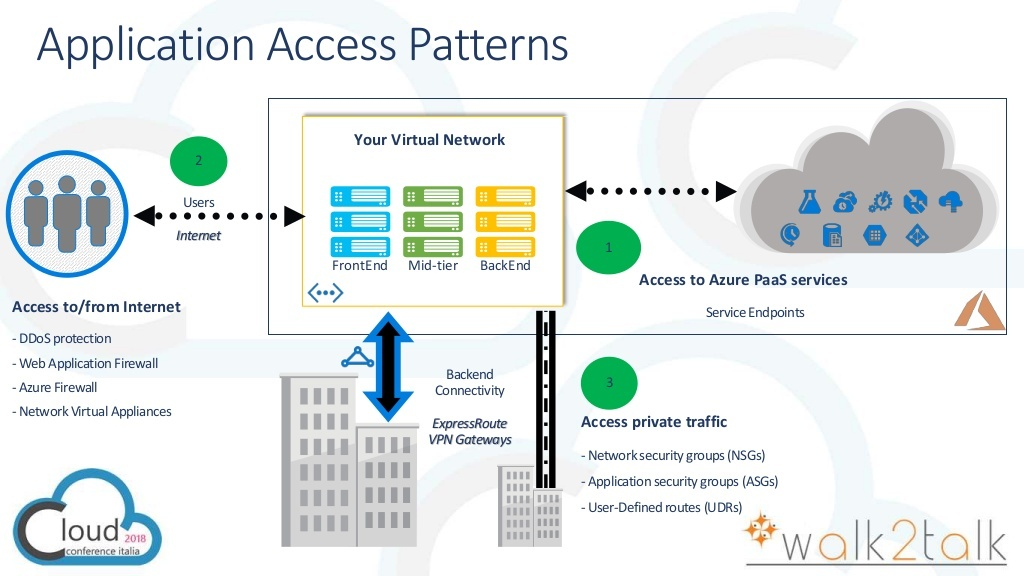 Application Access Patterns
Your Virtual Network
2
Users
Internet
FrontEnd
Mid-tier
BackEnd
1
Access to Azure PaaS services
Service Endpoints
Access to/from Internet
- DDoS protection
- Web Application Firewall
- Azure Firewall
- Network Virtual Appliances
Backend
Connectivity
ExpressRoute
VPN Gateways
3
Access private traffic
- Network security groups (NSGs)
- Application security groups (ASGs)
- User-Defined routes (UDRs)
Cloud 2018
conference italia
walk2talk